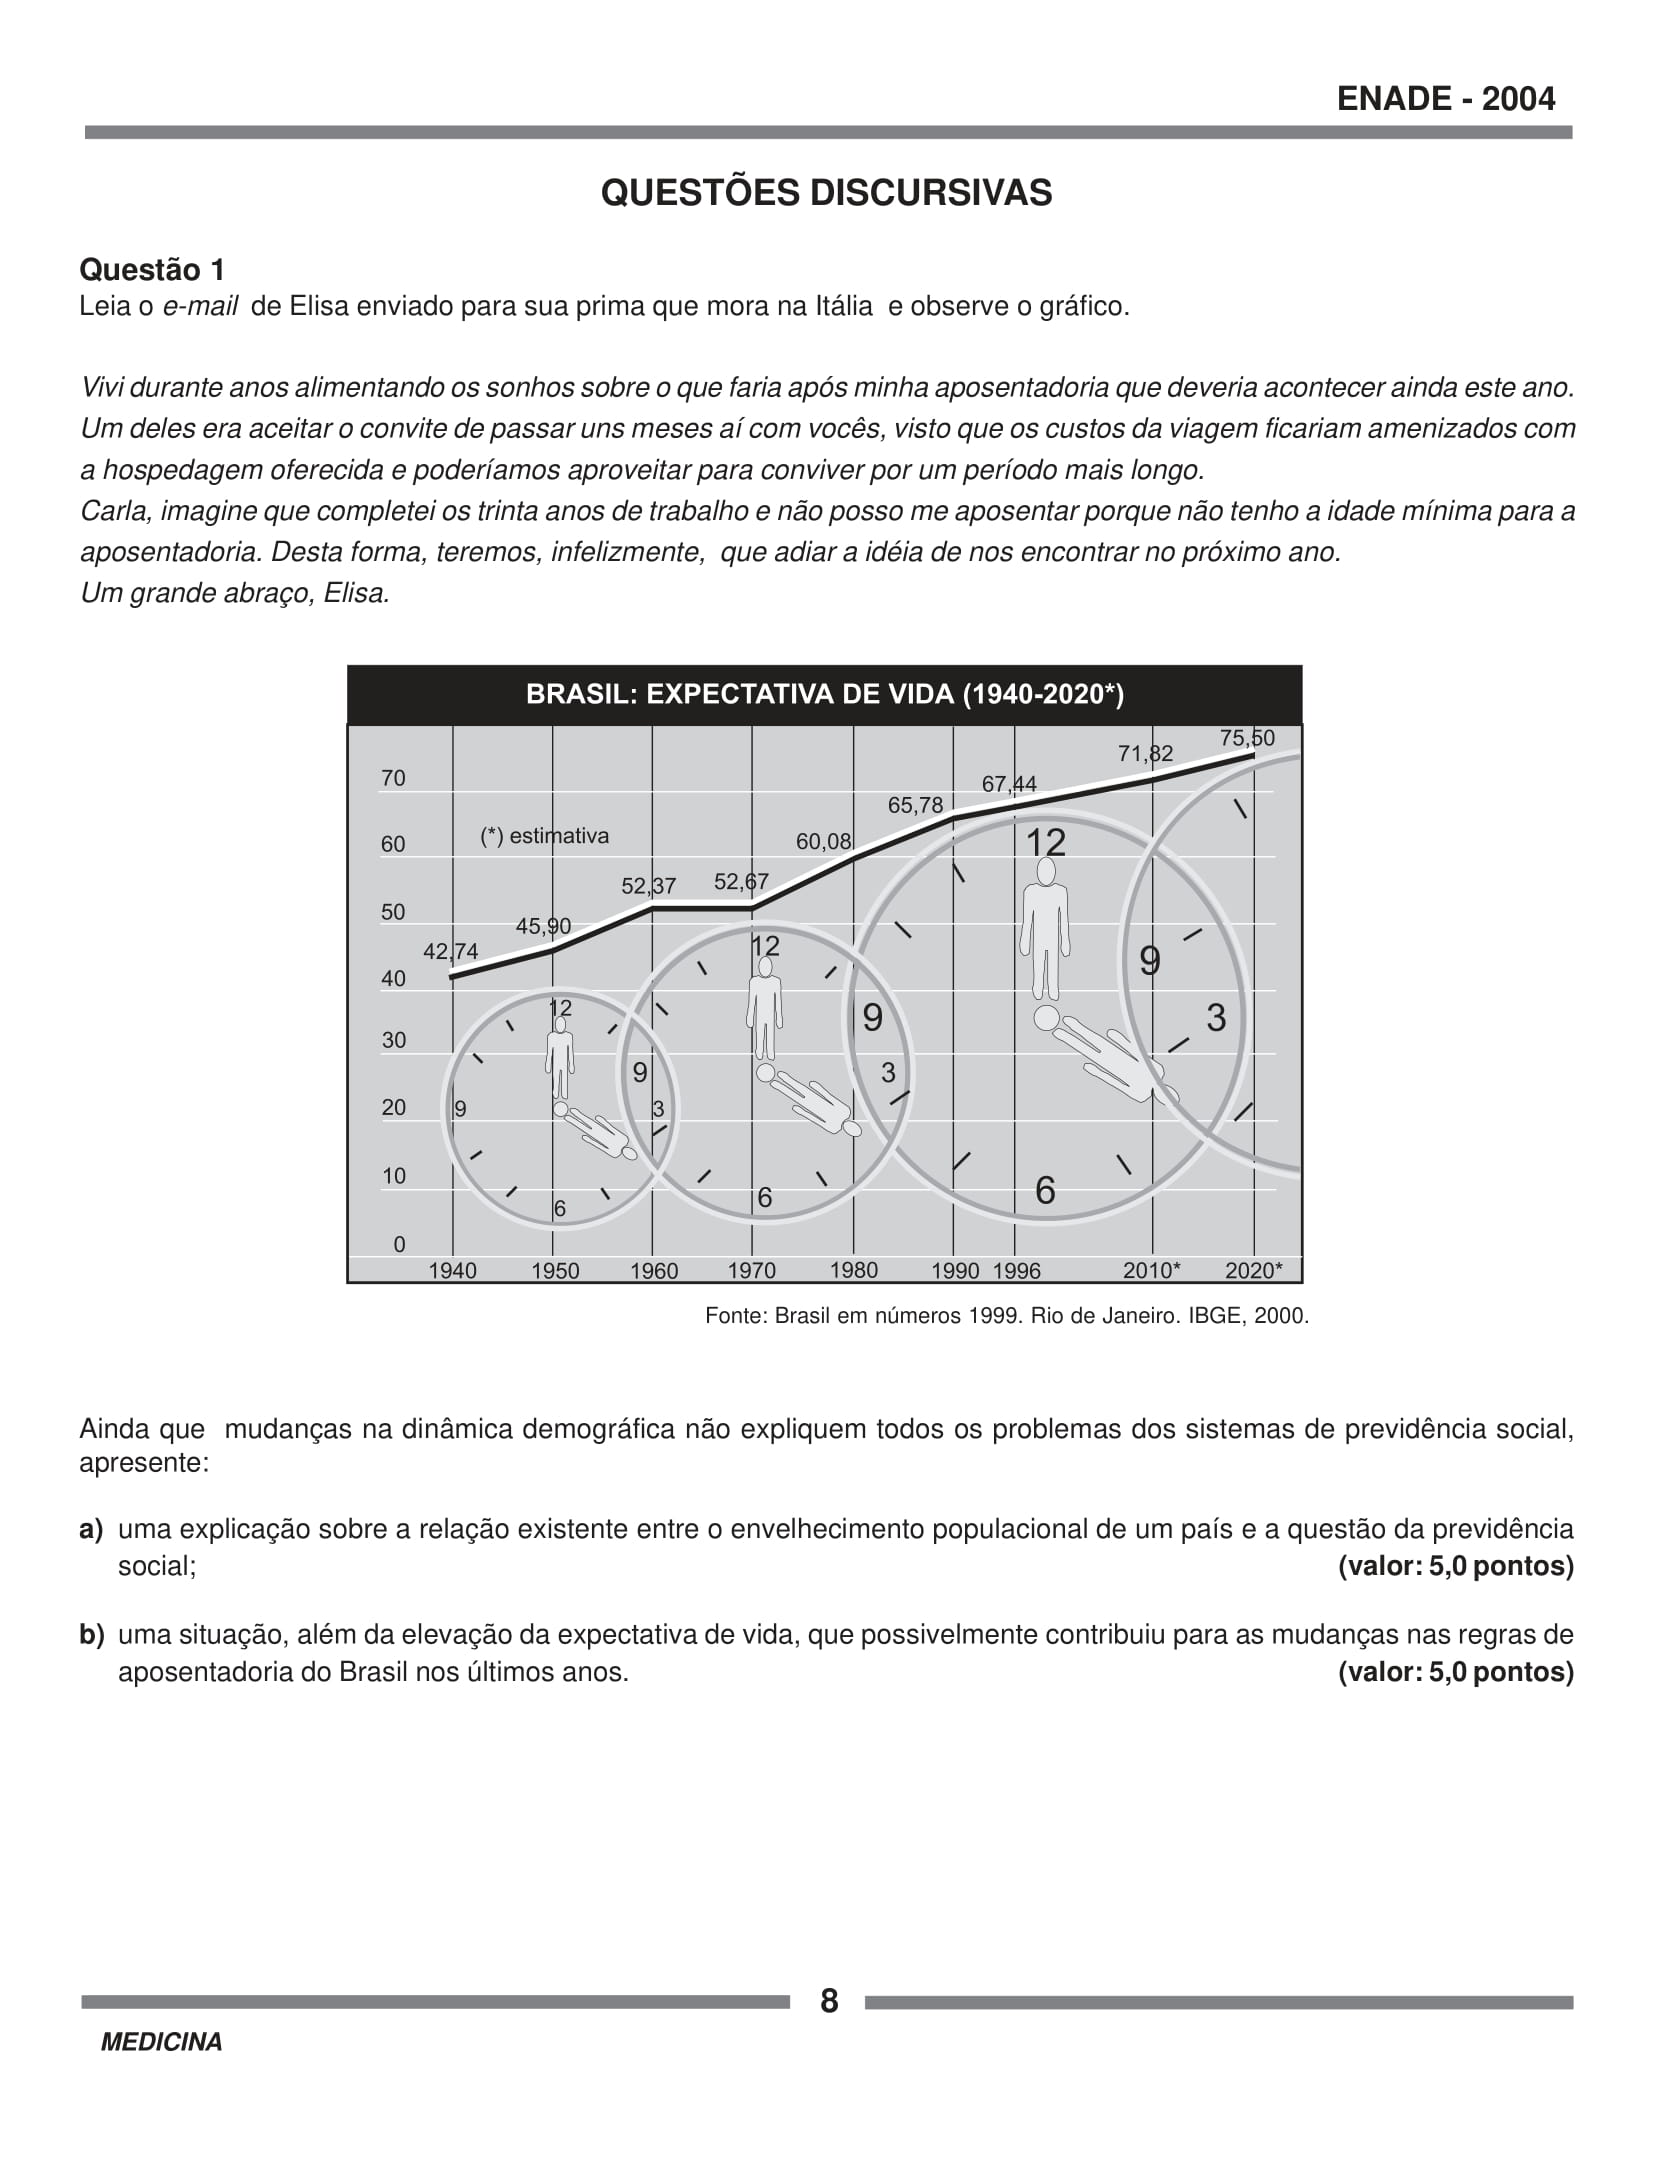 ENADE - 2004
QUESTÕES DISCURSIVAS
Questão 1
Leia o e-mail de Elisa enviado para sua prima que mora na Itália e observe o gráfico.
Vivi durante anos alimentando os sonhos sobre o que faria após minha aposentadoria que deveria acontecer ainda este ano.
Um deles era aceitar o convite de passar uns meses aí com vocês, visto que os custos da viagem ficariam amenizados com
a hospedagem oferecida e poderíamos aproveitar para conviver por um período mais longo.
Carla, imagine que completei os trinta anos de trabalho e não posso me aposentar porque não tenho a idade mínima para a
aposentadoria. Desta forma, teremos, infelizmente, que adiar a idéia de nos encontrar no próximo ano.
Um grande abraço, Elisa.
BRASIL: EXPECTATIVA DE VIDA (1940-2020*)
75,50
71,82
70
67,44
65,78
(*) estimativa
60,08
60
12
52,67
52,37
50
45,90
12
42,74
9
40
12
9
3
30
9
3
20
9
3
10
6
6
6
0
1940 1950 1960 1970 1980 1990 1996 2010* 2020*
Fonte: Brasil em números 1999. Rio de Janeiro. IBGE, 2000.
Ainda que mudanças na dinâmica demográfica não expliquem todos os problemas dos sistemas de previdência social,
apresente:
a) uma explicação sobre a relação existente entre o envelhecimento populacional de um país e a questão da previdência
social; (valor: 5,0 pontos)
b) uma situação, além da elevação da expectativa de vida, que possivelmente contribuiu para as mudanças nas regras de
aposentadoria do Brasil nos últimos anos. (valor: 5,0 pontos)
8
MEDICINA